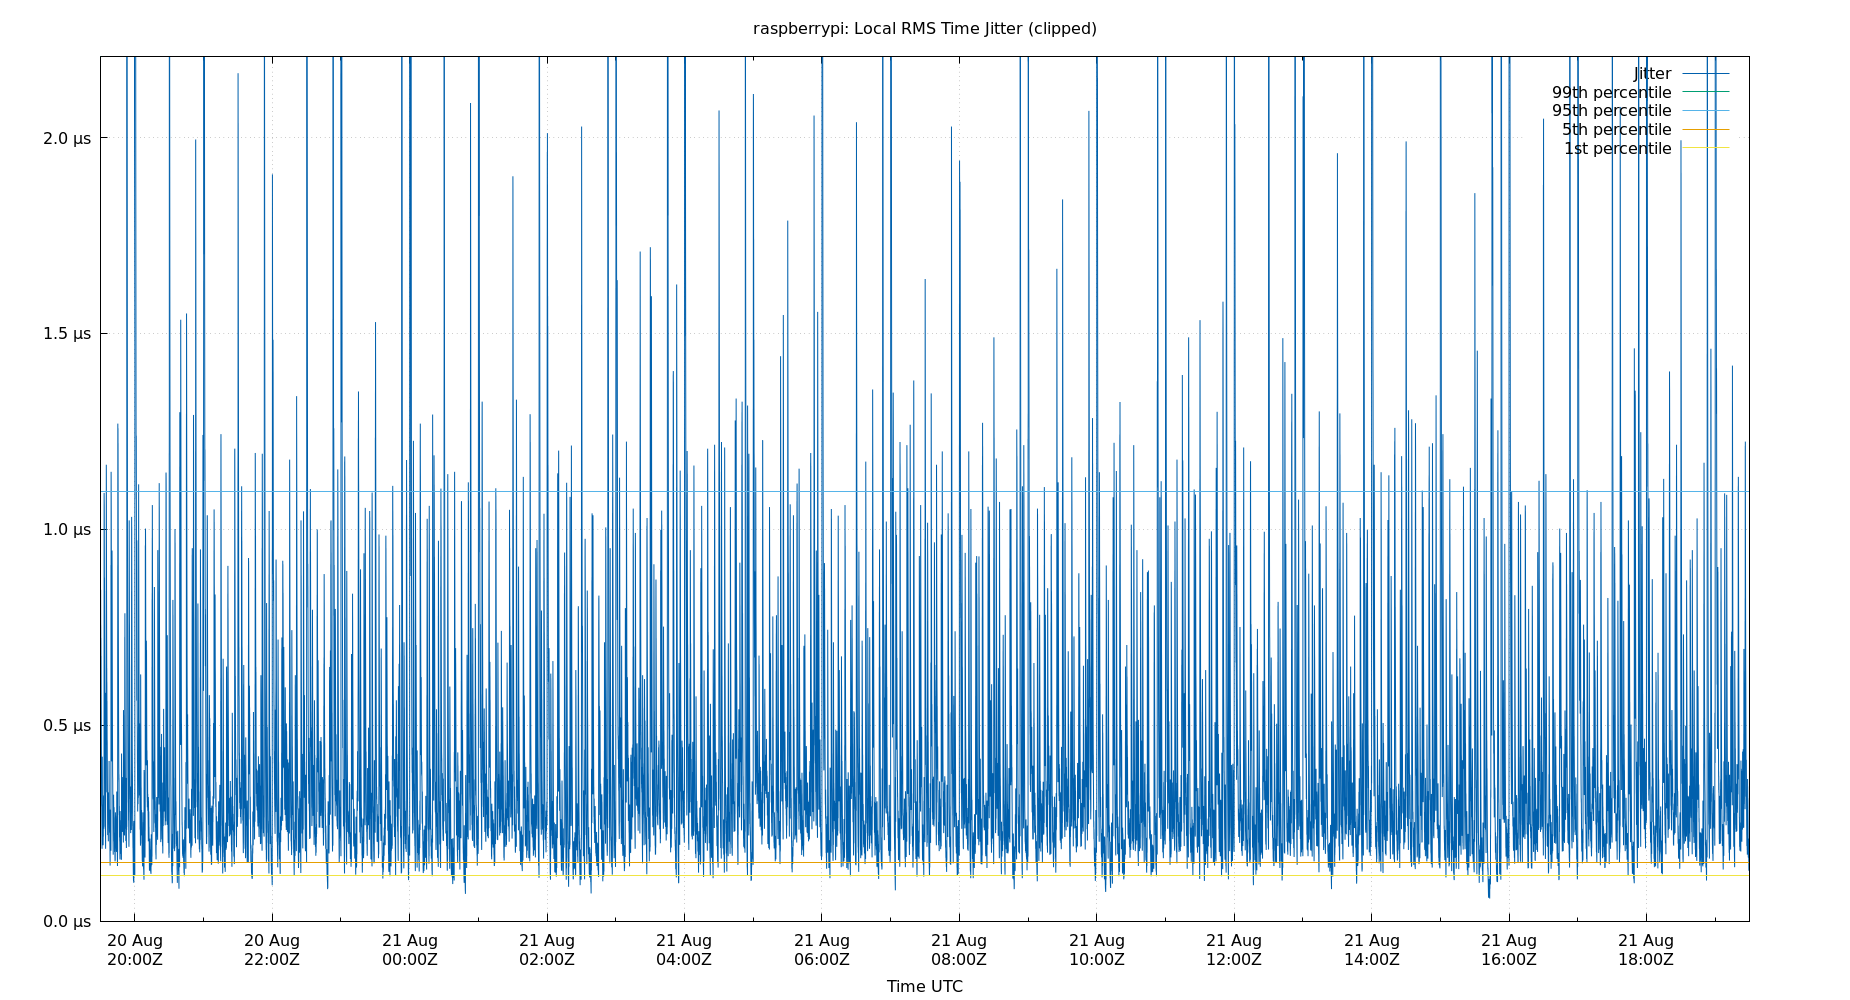 raspberrypi: Local RMS Time Jitter (clipped)
Jitter
99th percentile
95th percentile
5th percentile
1st percentile
2.0 µs
1.5 µs
1.0 µs
0.5 µs
0.0 µs
20 Aug 20 Aug 21 Aug 21 Aug 21 Aug 21 Aug 21 Aug 21 Aug 21 Aug 21 Aug 21 Aug 21 Aug
20:00Z 22:00Z 00:00Z 02:00Z 04:00Z 06:00Z 08:00Z 10:00Z 12:00Z 14:00Z 16:00Z 18:00Z
Time UTC